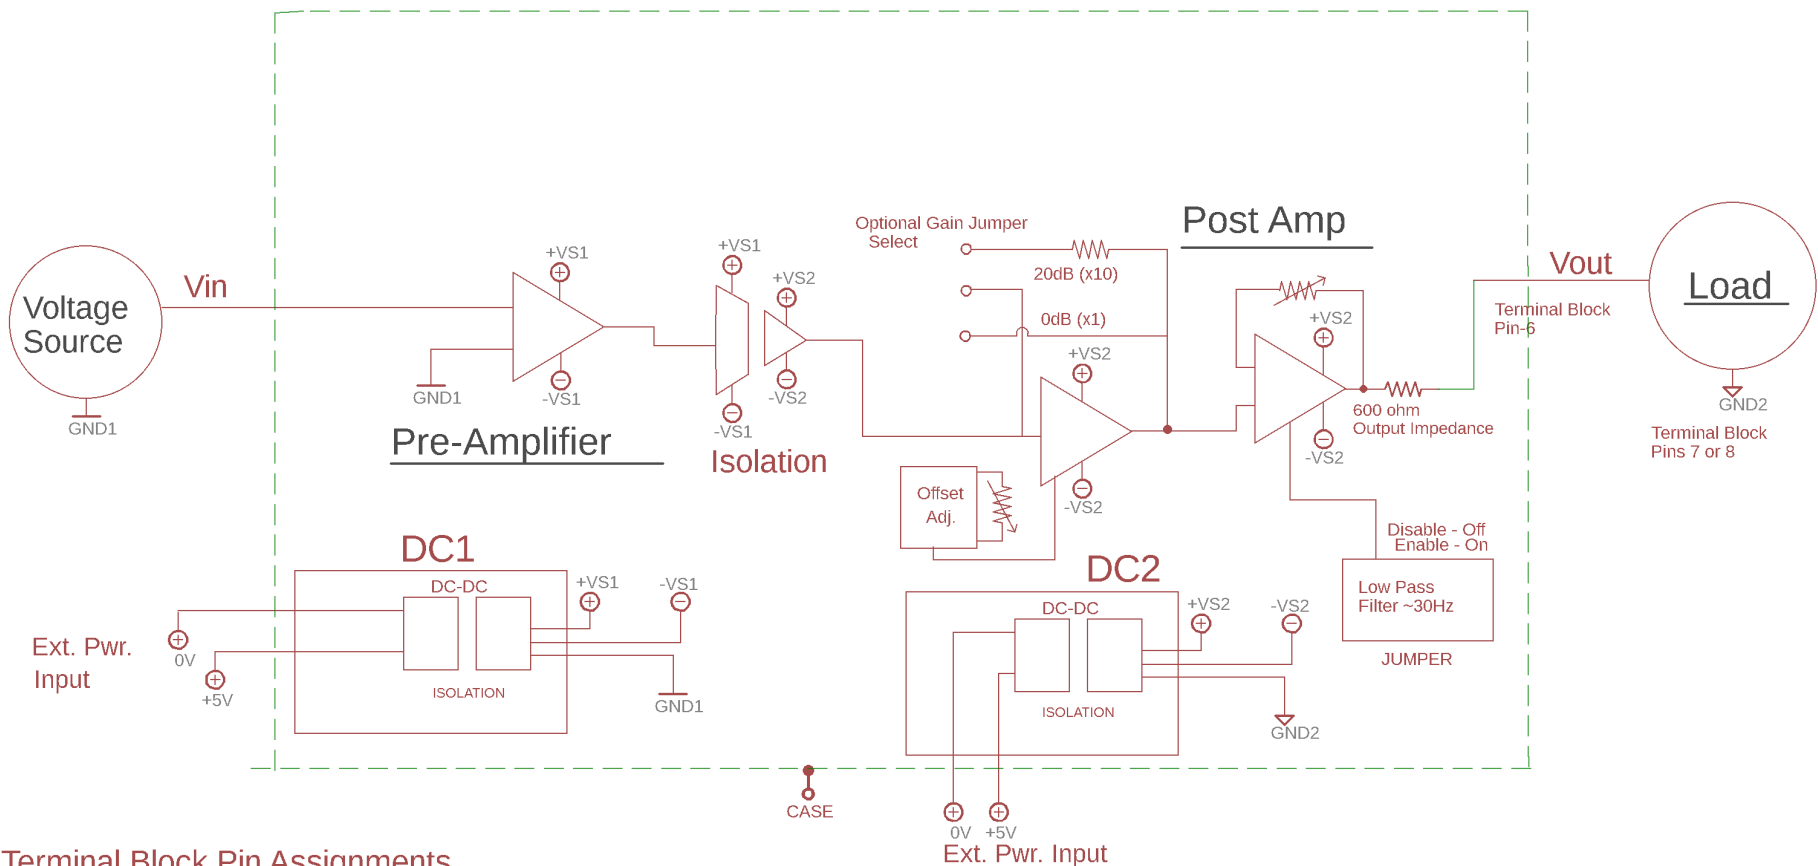 Optional Gain Jumper
Select
20dB (x10)
0dB (x1)
Post Amp
Vin
Voltage
Source
GND1
+VS1
-VS1
GND1
Pre-Amplifier
+VS1
-VS1
+VS2
-VS2
Isolation
+VS2
-VS2
Offset
Adj.
+VS2
-VS2
600 ohm
Output Impedance
Vout
Terminal Block
Pin-6
Load
GND2
Terminal Block
Pins 7 or 8
Disable - Off
Enable - On
Low Pass
Filter ~30Hz
JUMPER
DC1
DC-DC
ISOLATION
+VS1
-VS1
GND1
Ext. Pwr.
Input
0V
+5V
DC2
DC-DC
ISOLATION
+VS2
-VS2
GND2
CASE
0V
+5V
Ext. Pwr. Input
Terminal Block Pin Assignments